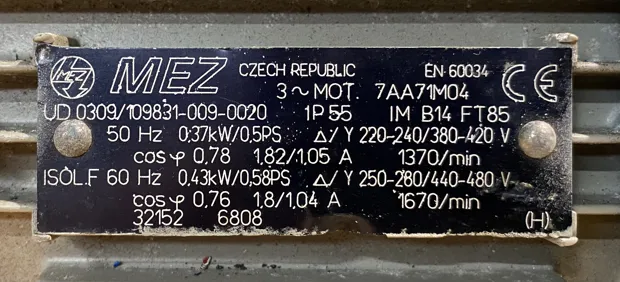 MEZ MEZ CZECH REPUBLIC EN 60034 CE
3~MOT. 7AA71M04
UD 0309/109831-009-0020 IP 55 IM B14 FT85
50 Hz 0,37kW/0,5PS △/Y 220-240/380-420 V
cos φ 0,78 1,82/1,05 A 1370/min
ISOL.F 60 Hz 0,43kW/0,58PS △/Y 250-280/440-480 V
cos φ 0,76 1,8/1,04 A 1670/min
32152 6808 (H)